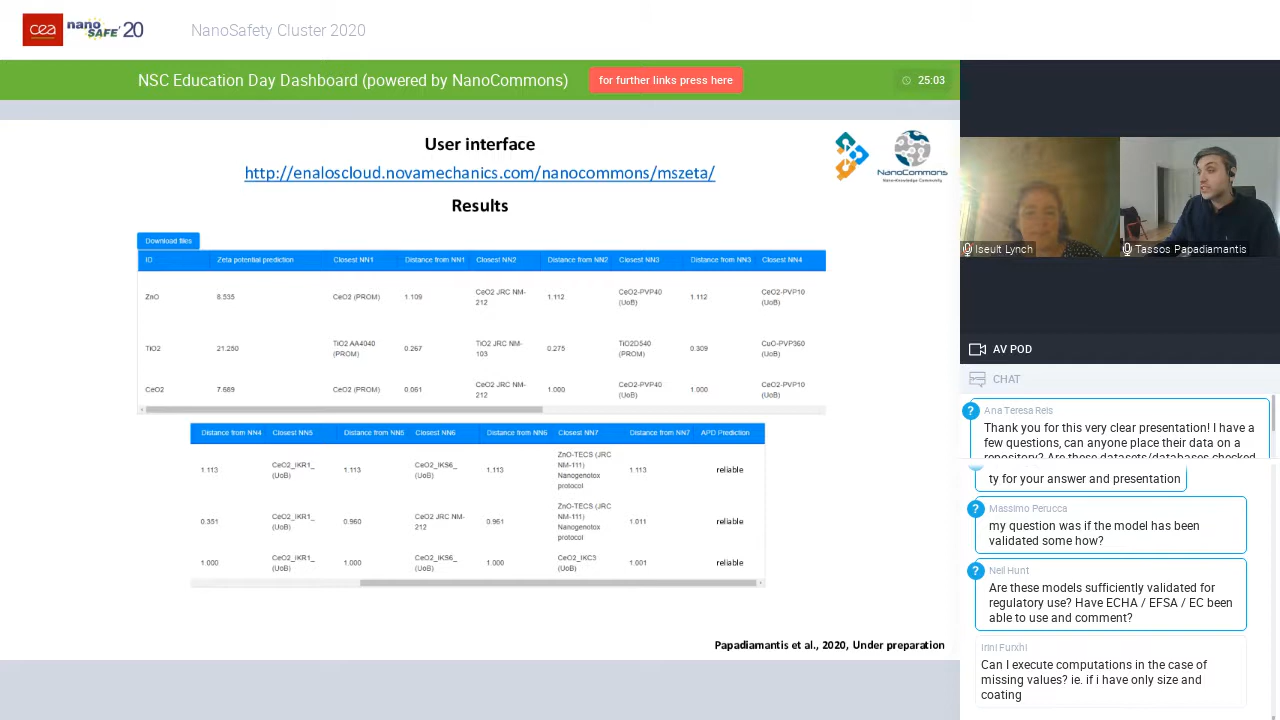 cea nano SAFE'20
NanoSafety Cluster 2020
NSC Education Day Dashboard (powered by NanoCommons)
for further links press here
25:03
User interface
NanoCommons
Nano-Knowledge Community
http://enaloscloud.novamechanics.com/nanocommons/mszeta/
Results
Download files
ID Zeta potential prediction Closest NN1 Distance from NN1 Closest NN2 Distance from NN2 Closest NN3 Distance from NN3 Closest NN4
ZnO 8.535 CeO2 (PROM) 1.109 CeO2 JRC NM-212 1.112 CeO2-PVP40 (UoB) 1.112 CeO2-PVP10 (UoB)
TiO2 21.250 TiO2 AA4040 (PROM) 0.267 TiO2 JRC NM-103 0.275 TiO2D540 (PROM) 0.309 CuO-PVP360 (UoB)
CeO2 7.689 CeO2 (PROM) 0.061 CeO2 JRC NM-212 1.000 CeO2-PVP40 (UoB) 1.000 CeO2-PVP10 (UoB)
Distance from NN4 Closest NN5 Distance from NN5 Closest NN6 Distance from NN6 Closest NN7 Distance from NN7 APD Prediction
1.113 CeO2_IKR1_ (UoB) 1.113 CeO2_IKS6_ (UoB) 1.113 ZnO-TECS (JRC NM-111) Nanogenotox protocol 1.113 reliable
0.351 CeO2_IKR1_ (UoB) 0.960 CeO2 JRC NM-212 0.961 ZnO-TECS (JRC NM-111) Nanogenotox protocol 1.011 reliable
1.000 CeO2_IKR1_ (UoB) 1.000 CeO2_IKS6_ (UoB) 1.000 CeO2_IKC3 (UoB) 1.001 reliable
Papadiamantis et al., 2020, Under preparation
Iseult Lynch
Tassos Papadiamantis
AV POD
CHAT
Ana Teresa Reis
Thank you for this very clear presentation! I have a
few questions, can anyone place their data on a
repository? Are these datasets/databases checked
ty for your answer and presentation
Massimo Perucca
my question was if the model has been
validated some how?
Neil Hunt
Are these models sufficiently validated for
regulatory use? Have ECHA / EFSA / EC been
able to use and comment?
Irini Furxhi
Can I execute computations in the case of
missing values? ie. if i have only size and
coating